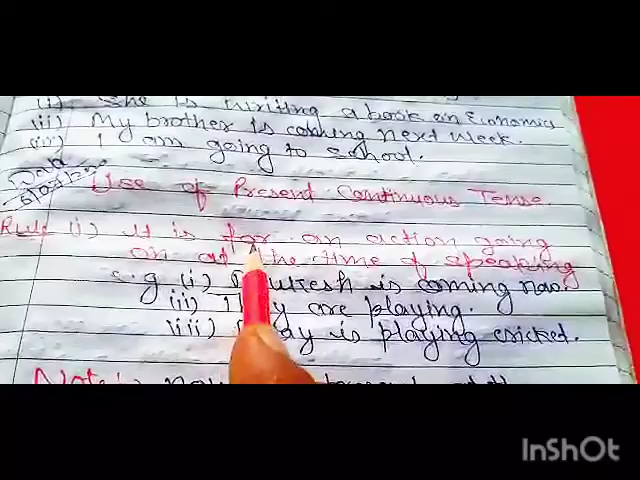 (i) She is writing a book on Economics
(ii) My brother is coming next week.
(iii) I am going to school.
Use of Present Continuous Tense.
Rule (i) It is for an action going
on at the time of speaking
e.g (i) is coming now.
(ii) They are playing.
(iii) is playing cricket.
Note :- now
InShOt